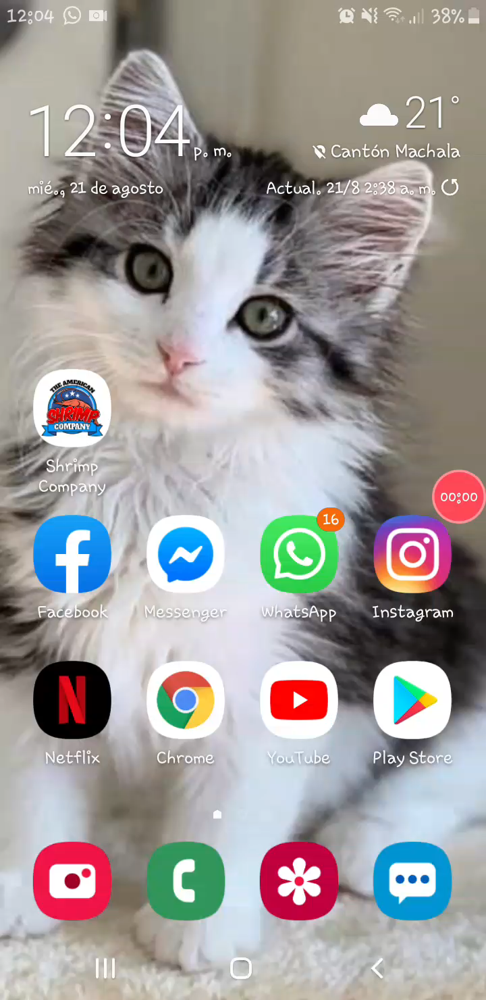 12:04
38%
12:04 p. m.
21°
Cantón Machala
mié., 21 de agosto
Actual. 21/8 2:38 a. m.
THE AMERICAN
SHRIMP
COMPANY
Shrimp
Company
00:00
16
Facebook
Messenger
WhatsApp
Instagram
Netflix
Chrome
YouTube
Play Store